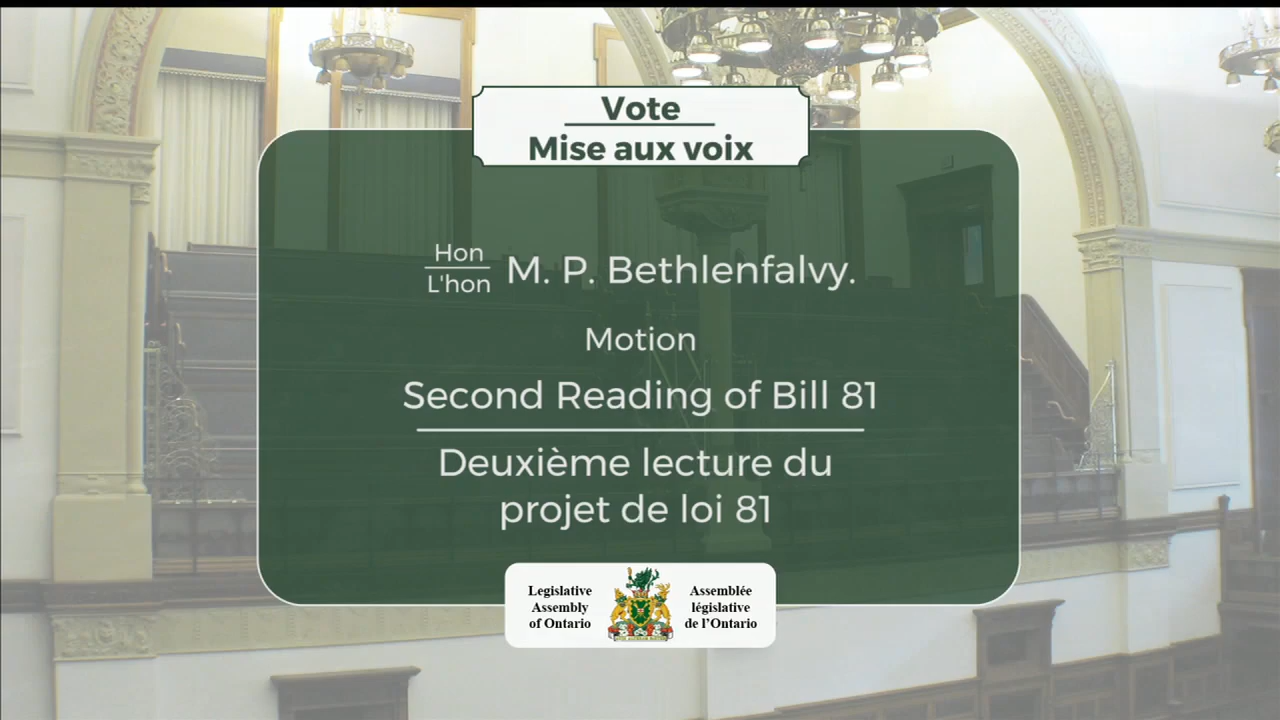 Vote
Mise aux voix
Hon
L'hon
M. P. Bethlenfalvy.
Motion
Second Reading of Bill 81
Deuxième lecture du
projet de loi 81
Legislative
Assembly
of Ontario
Assemblée
législative
de l'Ontario